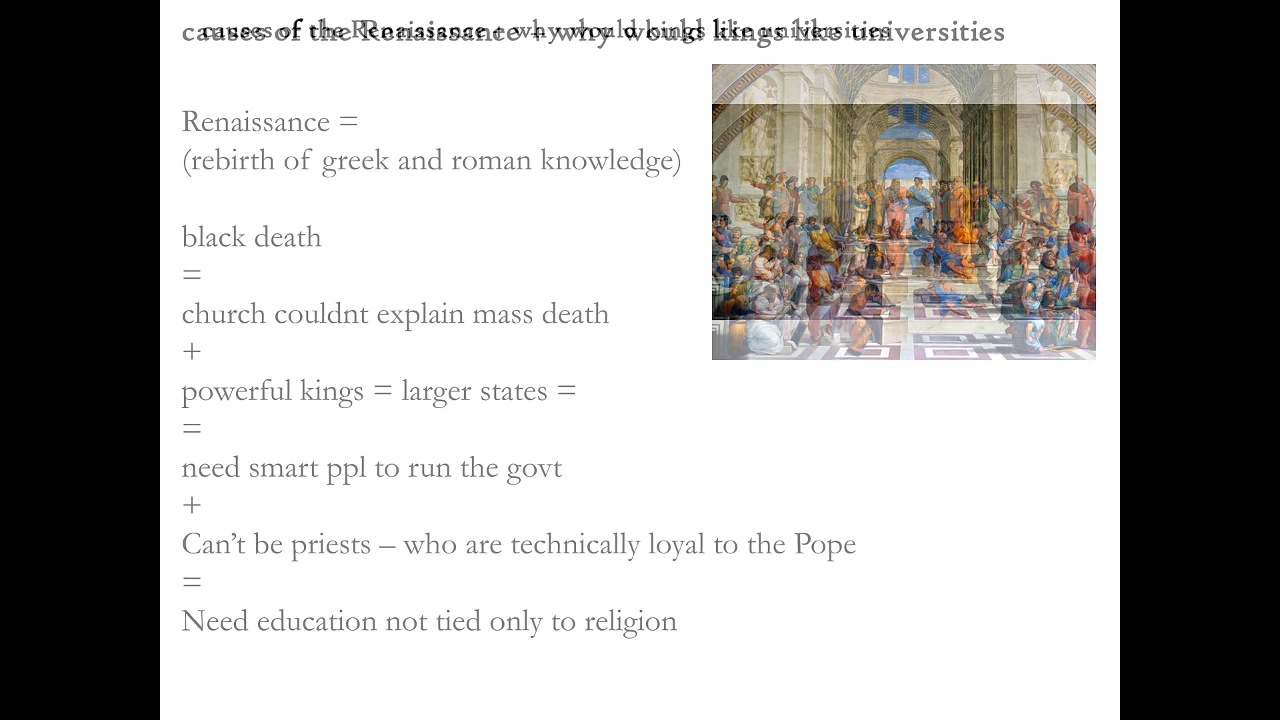 causes of the Renaissance + why would kings like universities
Renaissance =
(rebirth of greek and roman knowledge)
black death
=
church couldnt explain mass death
+
powerful kings = larger states =
=
need smart ppl to run the govt
+
Can’t be priests – who are technically loyal to the Pope
=
Need education not tied only to religion